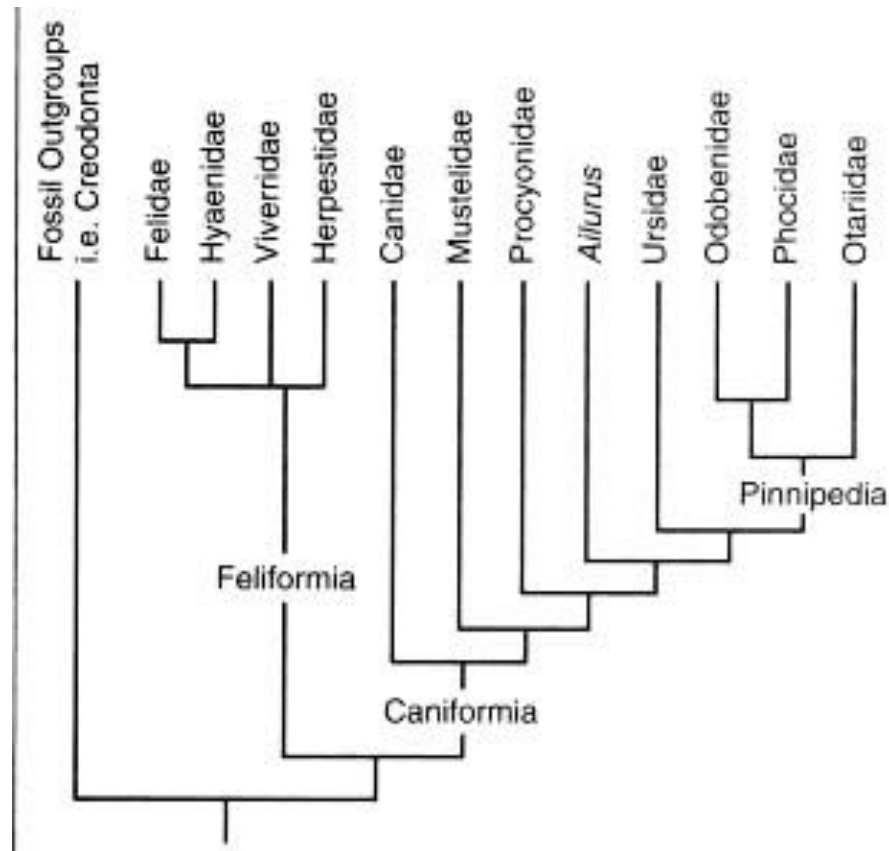 Fossil Outgroups
i.e. Creodonta
Felidae
Hyaenidae
Viverridae
Herpestidae
Canidae
Mustelidae
Procyonidae
Ailurus
Ursidae
Odobenidae
Phocidae
Otariidae
Pinnipedia
Feliformia
Caniformia